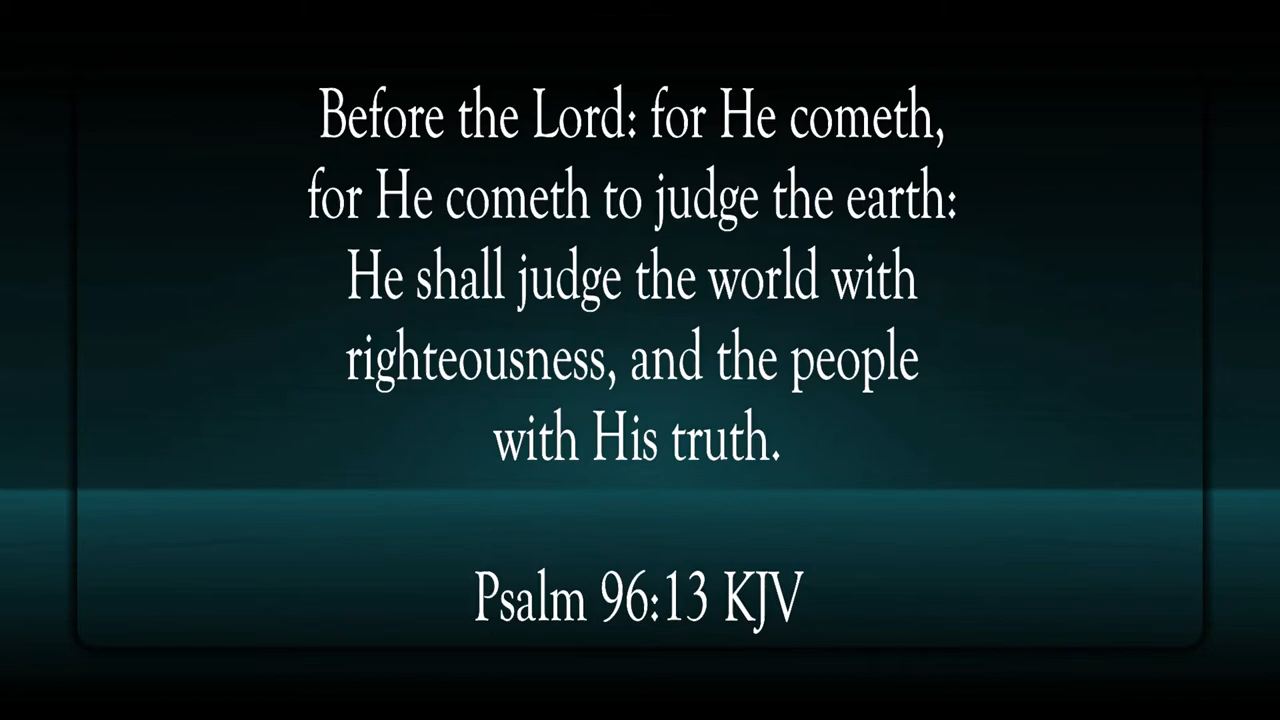 Before the Lord: for He cometh,
for He cometh to judge the earth:
He shall judge the world with
righteousness, and the people
with His truth.
Psalm 96:13 KJV